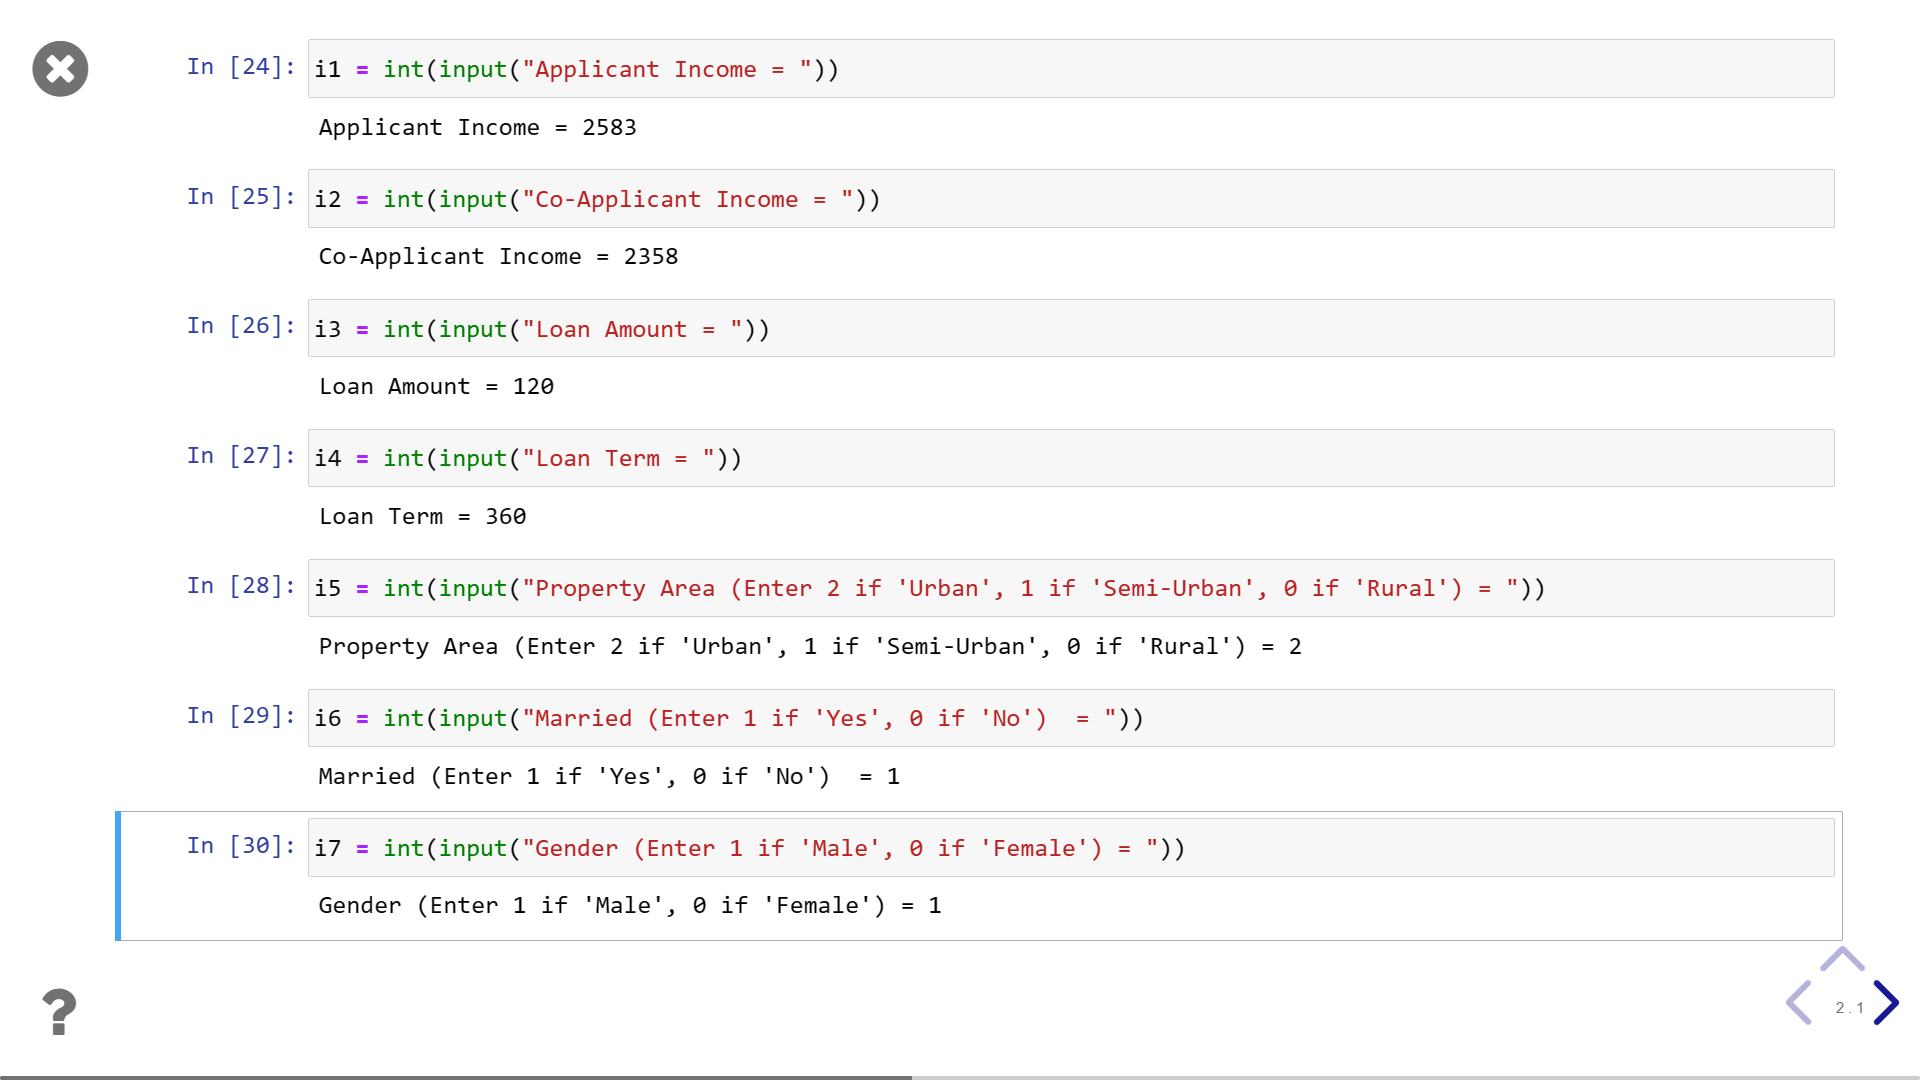 In [24]: i1 = int(input("Applicant Income = "))
Applicant Income = 2583
In [25]: i2 = int(input("Co-Applicant Income = "))
Co-Applicant Income = 2358
In [26]: i3 = int(input("Loan Amount = "))
Loan Amount = 120
In [27]: i4 = int(input("Loan Term = "))
Loan Term = 360
In [28]: i5 = int(input("Property Area (Enter 2 if 'Urban', 1 if 'Semi-Urban', 0 if 'Rural') = "))
Property Area (Enter 2 if 'Urban', 1 if 'Semi-Urban', 0 if 'Rural') = 2
In [29]: i6 = int(input("Married (Enter 1 if 'Yes', 0 if 'No')  = "))
Married (Enter 1 if 'Yes', 0 if 'No')  = 1
In [30]: i7 = int(input("Gender (Enter 1 if 'Male', 0 if 'Female') = "))
Gender (Enter 1 if 'Male', 0 if 'Female') = 1
?
2.1